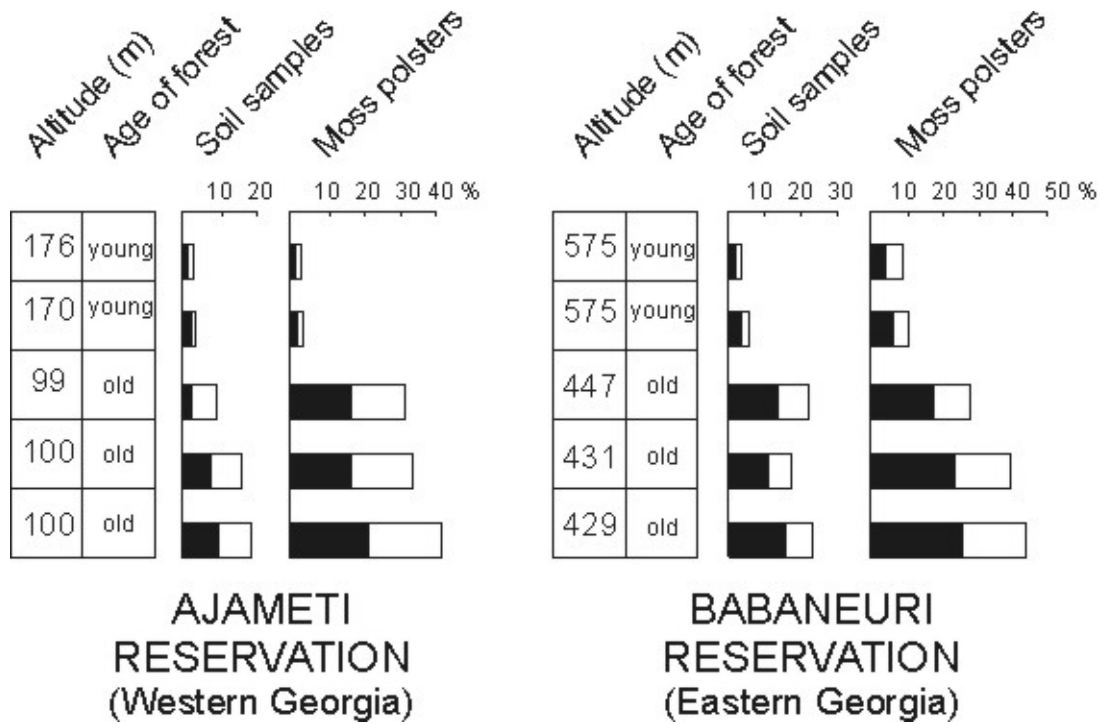 Altitude (m)
Age of forest
Soil samples
Moss polsters
10 20
10 20 30 40 %
176 young
170 young
99 old
100 old
100 old
AJAMETI
RESERVATION
(Western Georgia)
Altitude (m)
Age of forest
Soil samples
Moss polsters
10 20 30
10 20 30 40 50 %
575 young
575 young
447 old
431 old
429 old
BABANEURI
RESERVATION
(Eastern Georgia)